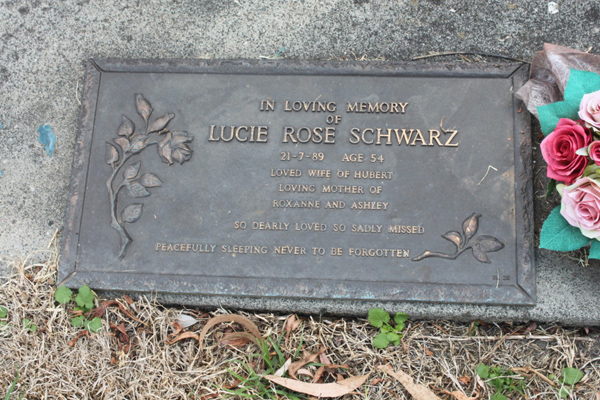 IN LOVING MEMORY
OF
LUCIE ROSE SCHWARZ
21-7-89 AGE 54
LOVED WIFE OF HUBERT
LOVING MOTHER OF
ROXANNE AND ASHLEY
SO DEARLY LOVED SO SADLY MISSED
PEACEFULLY SLEEPING NEVER TO BE FORGOTTEN